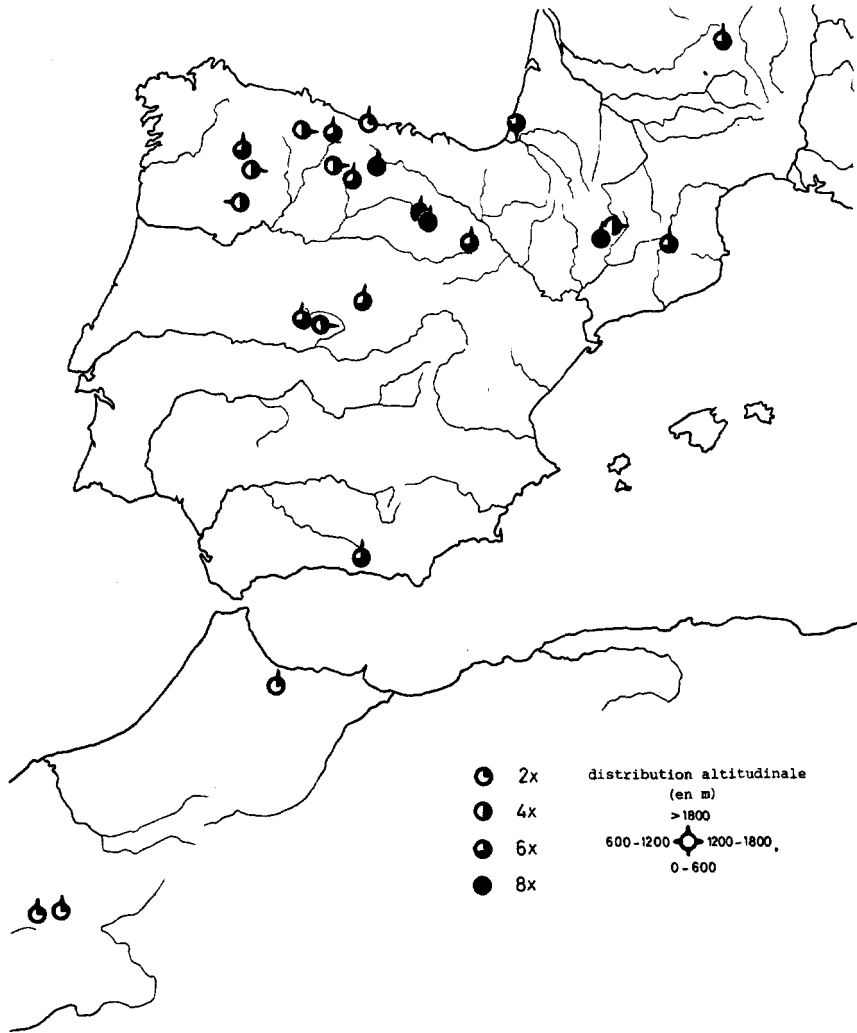 2x
4x
6x
8x
distribution altitudinale
(en m)
>1800
600-1200 1200-1800
0-600